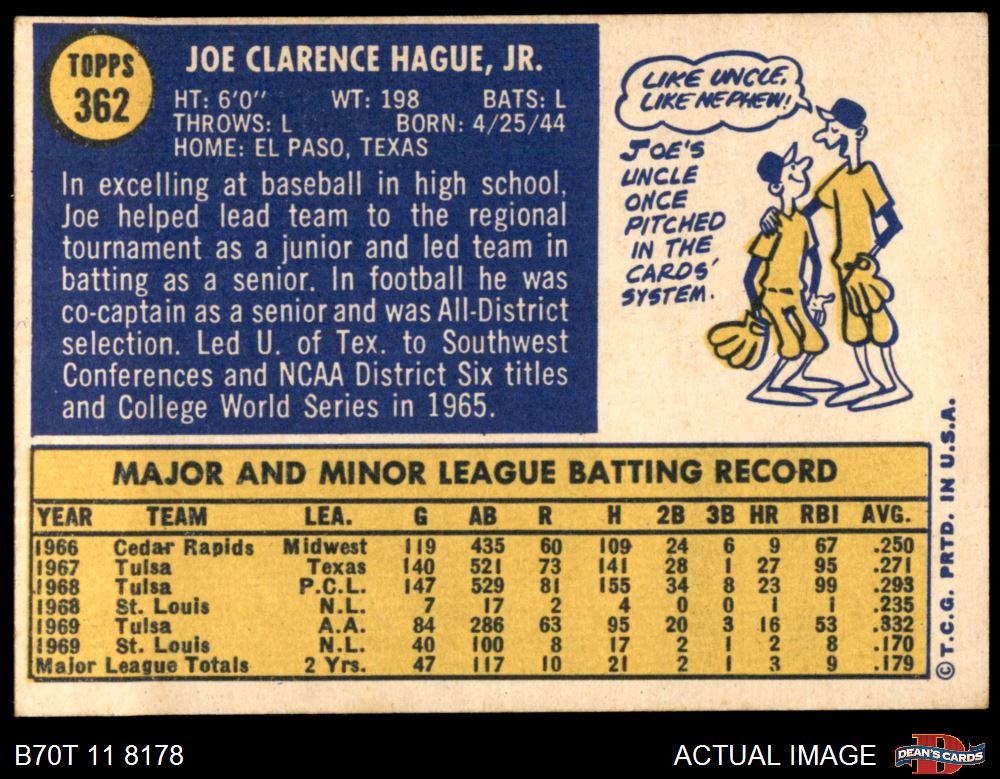 TOPPS
362
JOE CLARENCE HAGUE, JR.
HT: 6'0" WT: 198 BATS: L
THROWS: L BORN: 4/25/44
HOME: EL PASO, TEXAS
In excelling at baseball in high school,
Joe helped lead team to the regional
tournament as a junior and led team in
batting as a senior. In football he was
co-captain as a senior and was All-District
selection. Led U. of Tex. to Southwest
Conferences and NCAA District Six titles
and College World Series in 1965.
LIKE UNCLE,
LIKE NEPHEW!
JOE'S
UNCLE
ONCE
PITCHED
IN THE
CARDS'
SYSTEM.
MAJOR AND MINOR LEAGUE BATTING RECORD
YEAR TEAM LEA. G AB R H 2B 3B HR RBI AVG.
1966 Cedar Rapids Midwest 119 435 60 109 24 6 9 67 .250
1967 Tulsa Texas 140 521 73 141 28 1 27 95 .271
1968 Tulsa P.C.L. 147 529 81 155 34 8 23 99 .293
1968 St. Louis N.L. 7 17 2 4 0 0 1 1 .235
1969 Tulsa A.A. 84 286 63 95 20 3 16 53 .332
1969 St. Louis N.L. 40 100 8 17 2 1 2 8 .170
Major League Totals 2 Yrs. 47 117 10 21 2 1 3 9 .179
© T.C.G. PRTD. IN U.S.A.
B70T 11 8178
ACTUAL IMAGE
D
DEAN'S CARDS